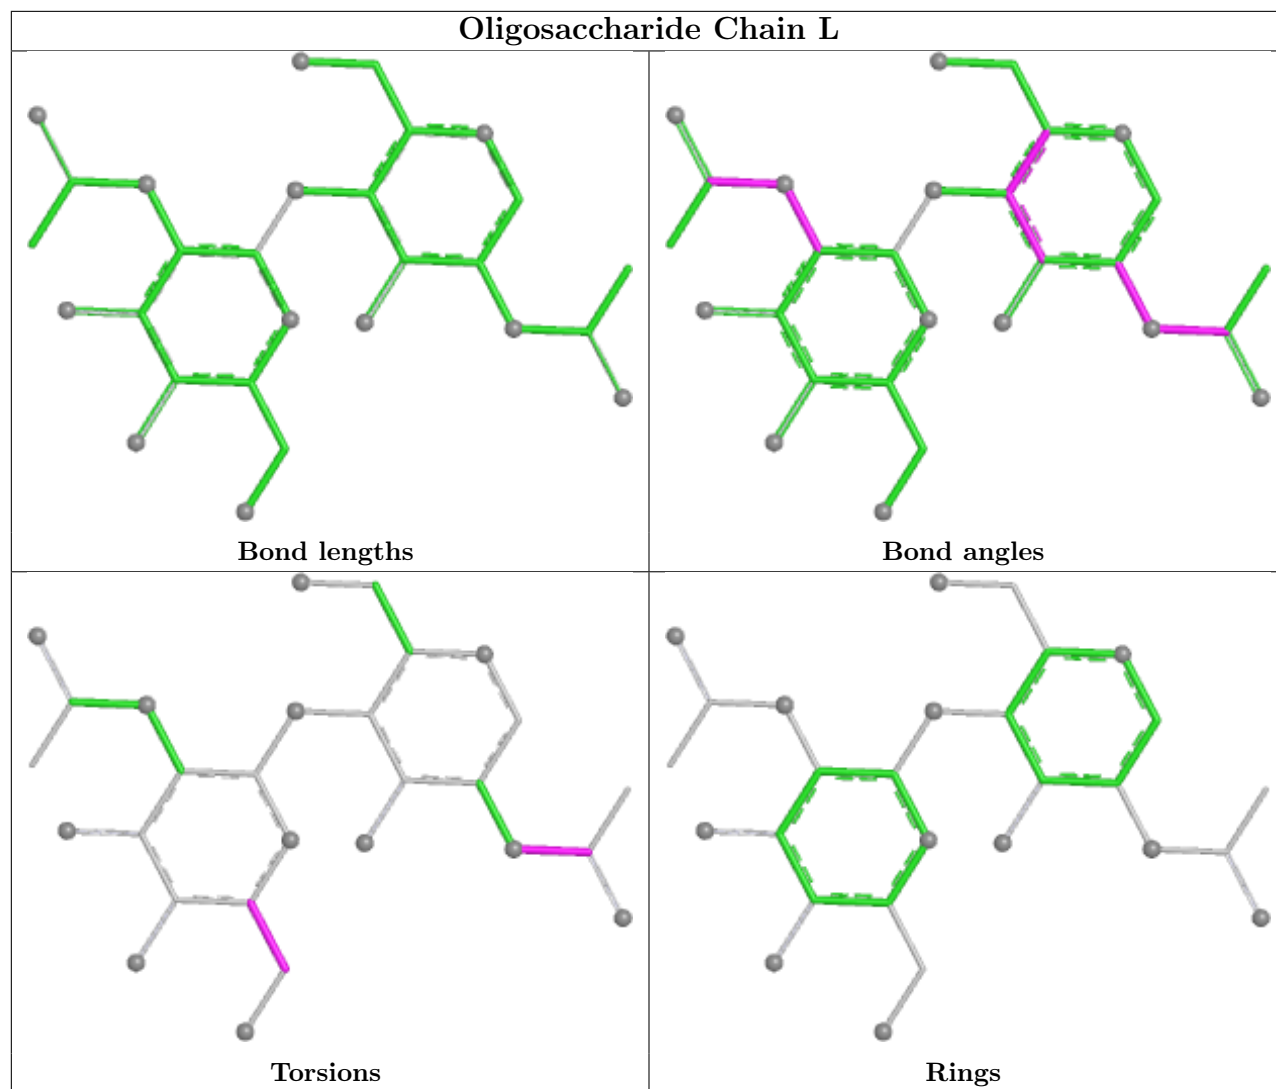 Oligosaccharide Chain L
Bond lengths
Bond angles
Torsions
Rings